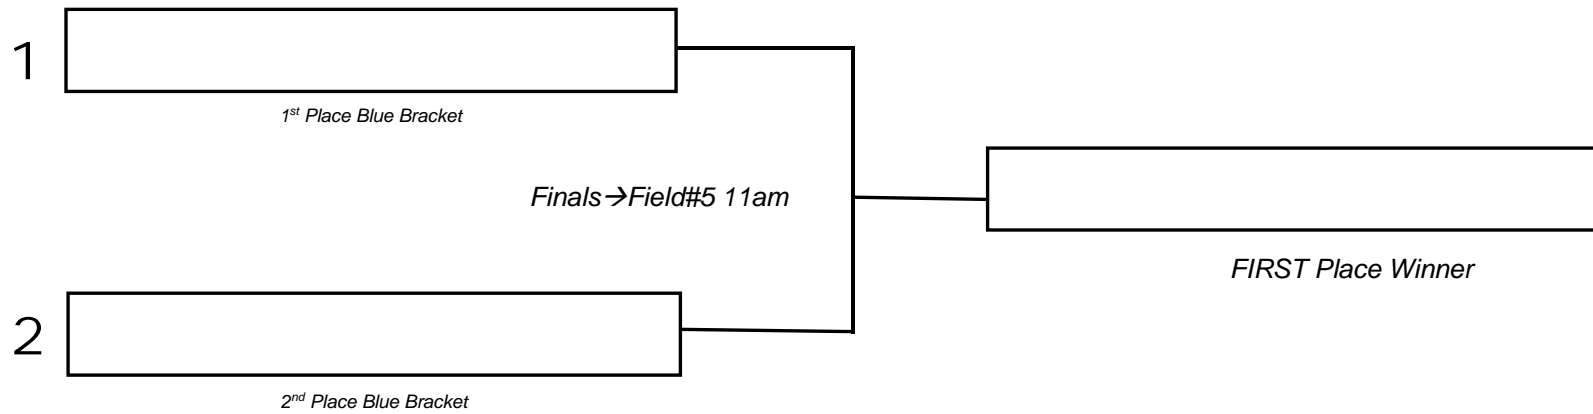 1
1st Place Blue Bracket
Finals→Field#5 11am
FIRST Place Winner
2
2nd Place Blue Bracket